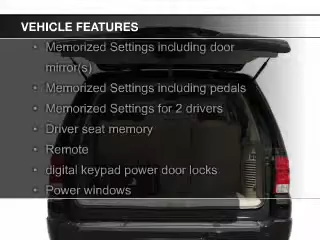 VEHICLE FEATURES
• Memorized Settings including door
mirror(s)
• Memorized Settings including pedals
• Memorized Settings for 2 drivers
• Driver seat memory
• Remote
• digital keypad power door locks
• Power windows